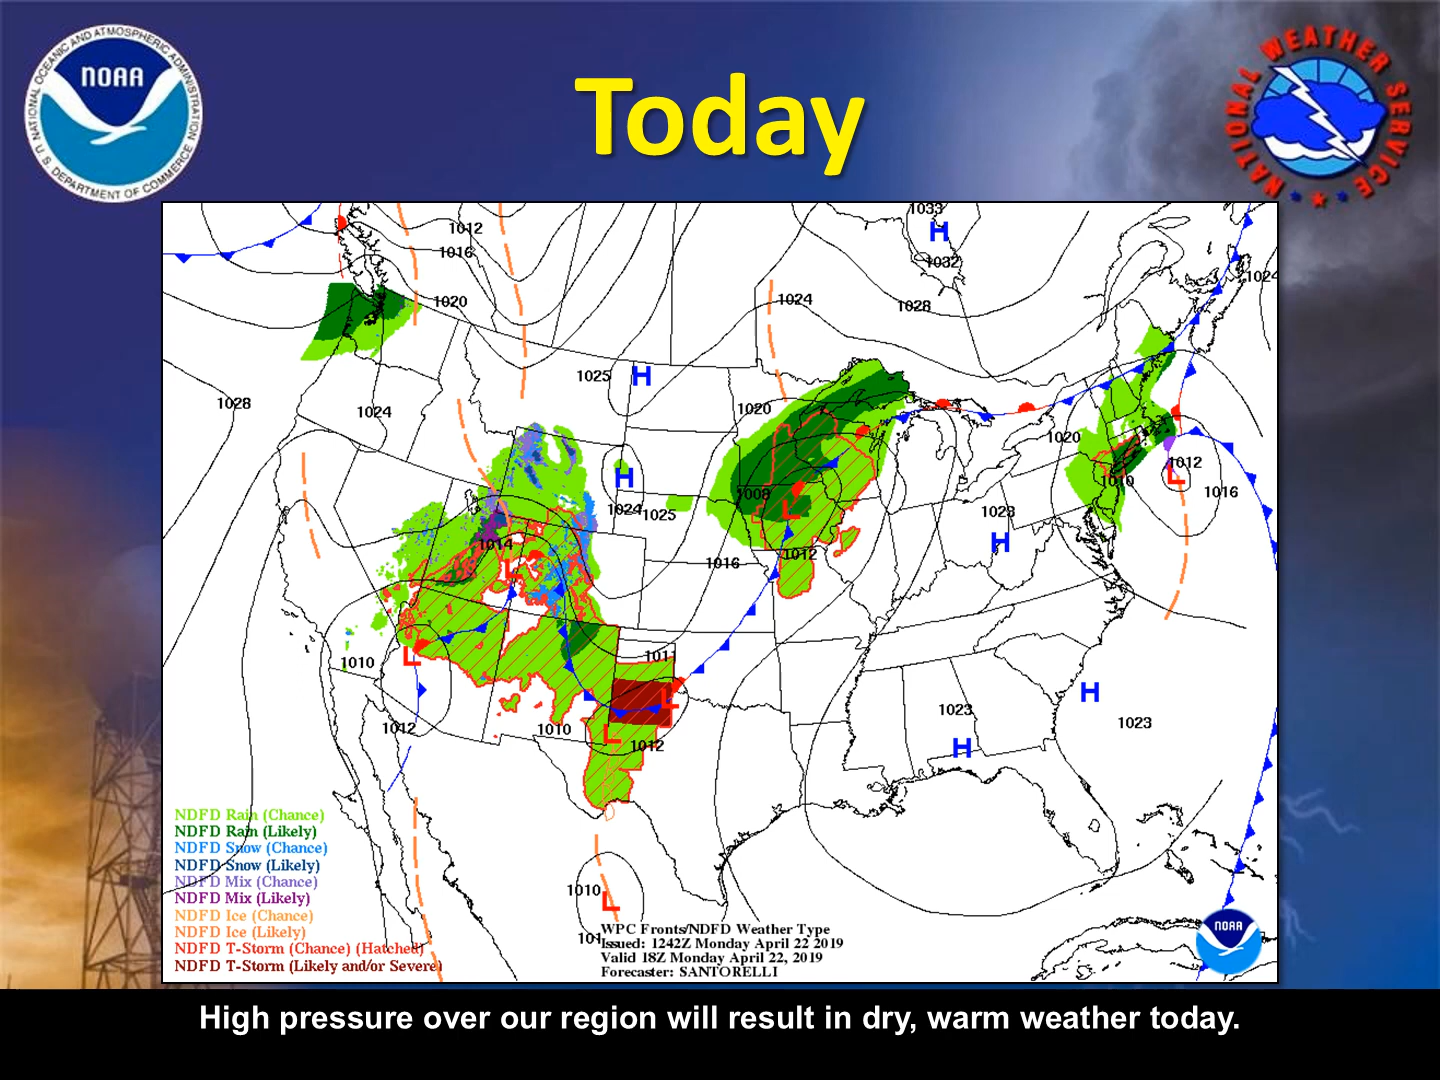 NATIONAL OCEANIC AND ATMOSPHERIC ADMINISTRATION
U.S. DEPARTMENT OF COMMERCE
NOAA
Today
NATIONAL WEATHER SERVICE
1033
H
1012
1016
1032
1024
1020
1024
1028
1025 H
1028
1024
1020
1020
H
1012
L
1008
1010
1016
1024
1025
L
1023
H
1014
1012
L
1016
1010
L
1011
H
L
1023
1023
1012
1010
L
1012
H
NDFD Rain (Chance)
NDFD Rain (Likely)
NDFD Snow (Chance)
NDFD Snow (Likely)
NDFD Mix (Chance)
NDFD Mix (Likely)
NDFD Ice (Chance)
NDFD Ice (Likely)
NDFD T-Storm (Chance) (Hatched)
NDFD T-Storm (Likely and/or Severe)
1010
L
101
WPC Fronts/NDFD Weather Type
Issued: 1242Z Monday April 22 2019
Valid 18Z Monday April 22, 2019
Forecaster: SANTORELLI
NOAA
High pressure over our region will result in dry, warm weather today.